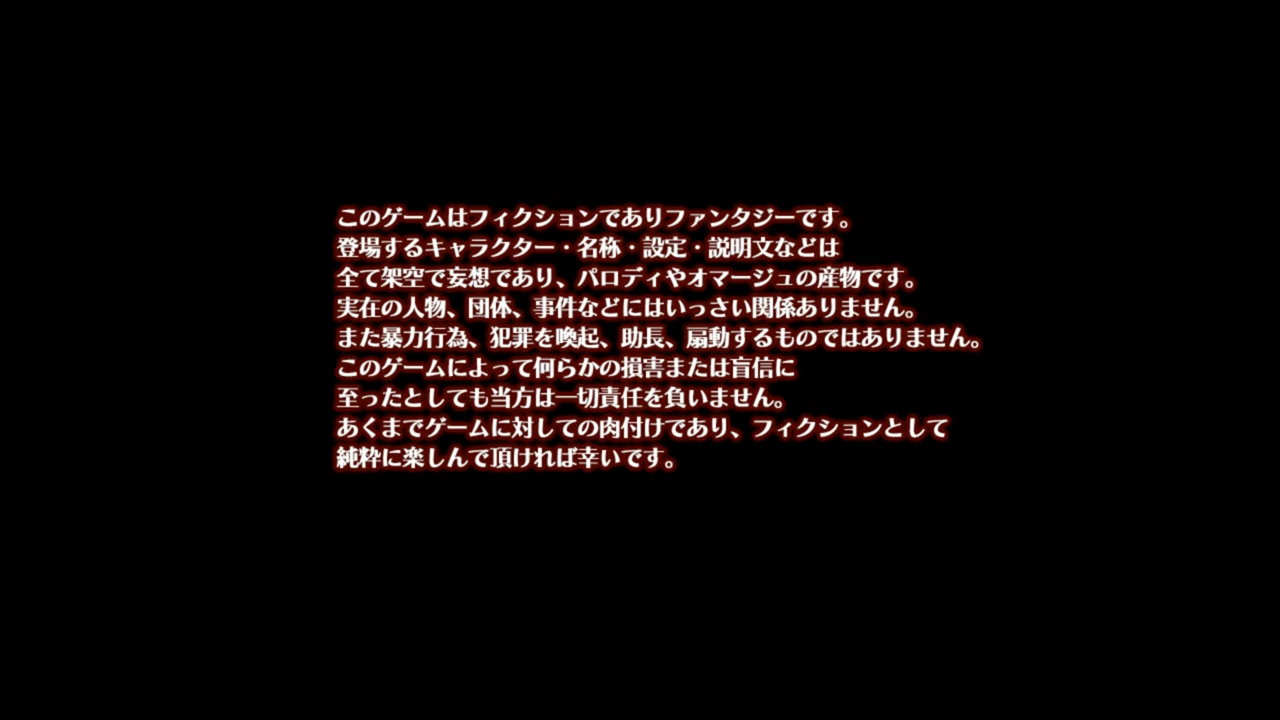 このゲームはフィクションでありファンタジーです。
登場するキャラクター・名称・設定・説明文などは
全て架空で妄想であり、パロディやオマージュの産物です。
実在の人物、団体、事件などにはいっさい関係ありません。
また暴力行為、犯罪を喚起、助長、扇動するものではありません。
このゲームによって何らかの損害または盲信に
至ったとしても当方は一切責任を負いません。
あくまでゲームに対しての肉付けであり、フィクションとして
純粋に楽しんで頂ければ幸いです。